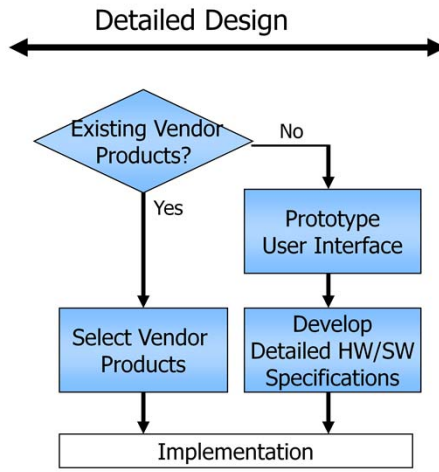 Detailed Design
Existing Vendor
Products?
No
Yes
Prototype
User Interface
Select Vendor
Products
Develop
Detailed HW/SW
Specifications
Implementation